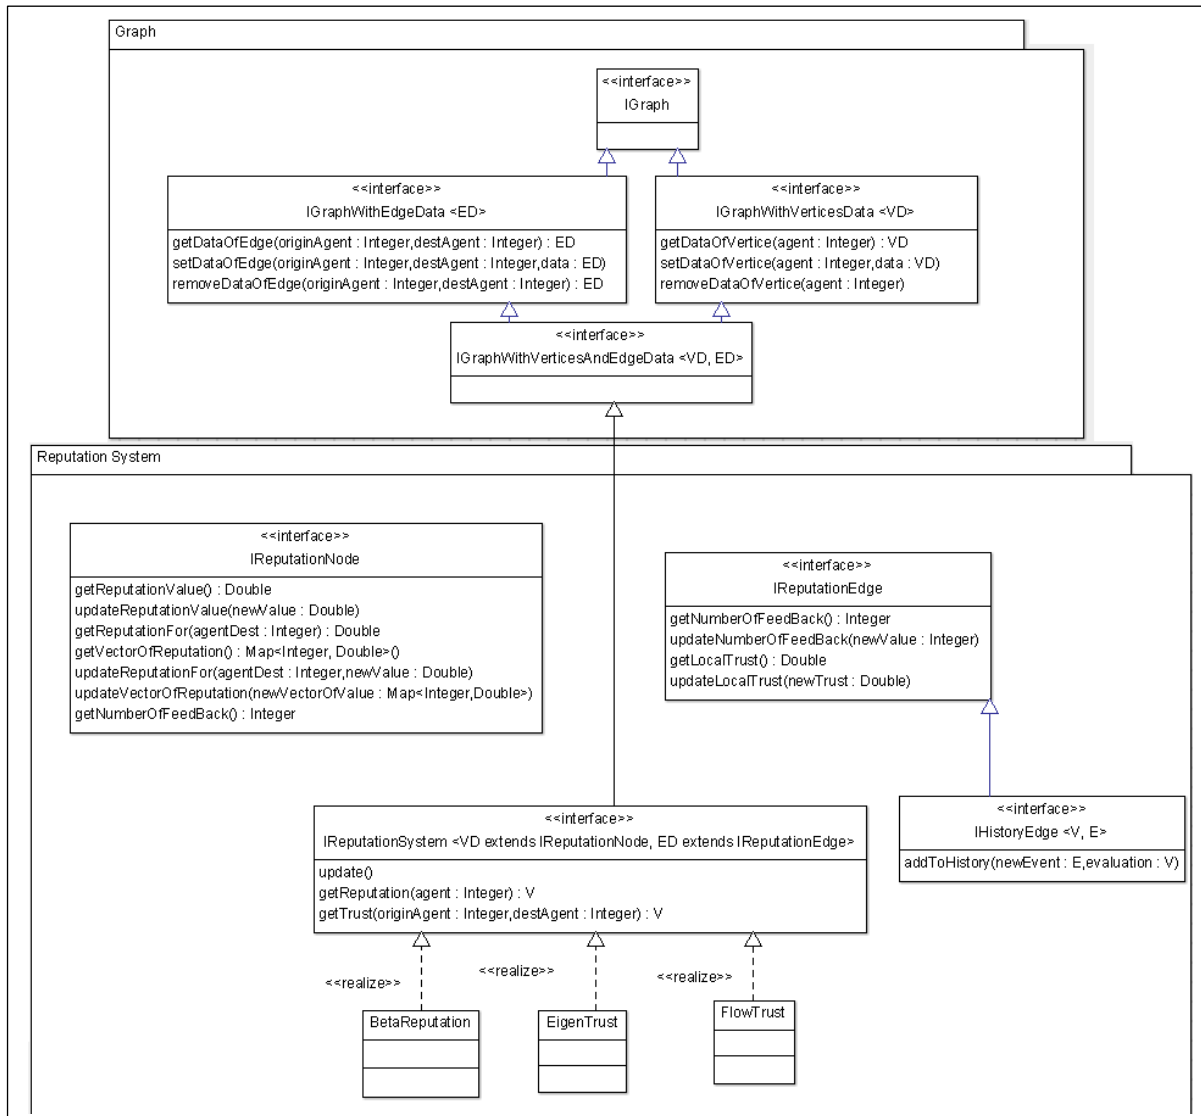 Graph
<<interface>>
IGraph
<<interface>>
IGraphWithEdgeData <ED>
getDataOfEdge(originAgent : Integer,destAgent : Integer) : ED
setDataOfEdge(originAgent : Integer,destAgent : Integer,data : ED)
removeDataOfEdge(originAgent : Integer,destAgent : Integer) : ED
<<interface>>
IGraphWithVerticesData <VD>
getDataOfVertice(agent : Integer) : VD
setDataOfVertice(agent : Integer,data : VD)
removeDataOfVertice(agent : Integer)
<<interface>>
IGraphWithVerticesAndEdgeData <VD, ED>
Reputation System
<<interface>>
IReputationNode
getReputationValue() : Double
updateReputationValue(newValue : Double)
getReputationFor(agentDest : Integer) : Double
getVectorOfReputation() : Map<Integer, Double>()
updateReputationFor(agentDest : Integer,newValue : Double)
updateVectorOfReputation(newVectorOfValue : Map<Integer,Double>)
getNumberOfFeedBack() : Integer
<<interface>>
IReputationEdge
getNumberOfFeedBack() : Integer
updateNumberOfFeedBack(newValue : Integer)
getLocalTrust() : Double
updateLocalTrust(newTrust : Double)
<<interface>>
IHistoryEdge <V, E>
addToHistory(newEvent : E,evaluation : V)
<<interface>>
IReputationSystem <VD extends IReputationNode, ED extends IReputationEdge>
update()
getReputation(agent : Integer) : V
getTrust(originAgent : Integer,destAgent : Integer) : V
<<realize>>
<<realize>>
<<realize>>
BetaReputation
EigenTrust
FlowTrust